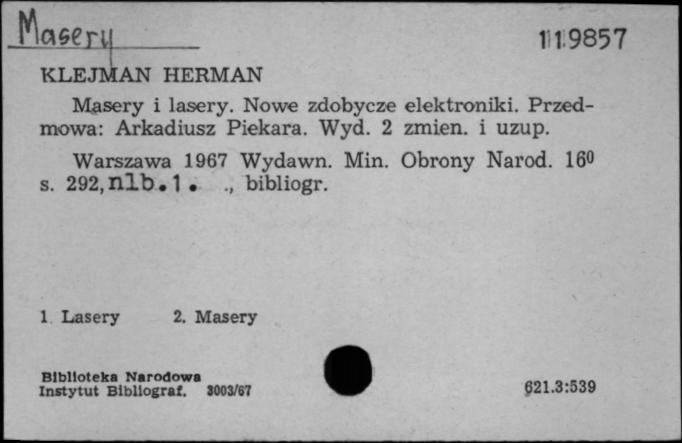 Masery
119857
KLEJMAN HERMAN
Masery i lasery. Nowe zdobycze elektroniki. Przed-
mowa: Arkadiusz Piekara. Wyd. 2 zmien. i uzup.
Warszawa 1967 Wydawn. Min. Obrony Narod. 16⁰
s. 292, nlb. 1. ., bibliogr.
1. Lasery 2. Masery
Biblioteka Narodowa
Instytut Bibliograf. 3003/67
621.3:539